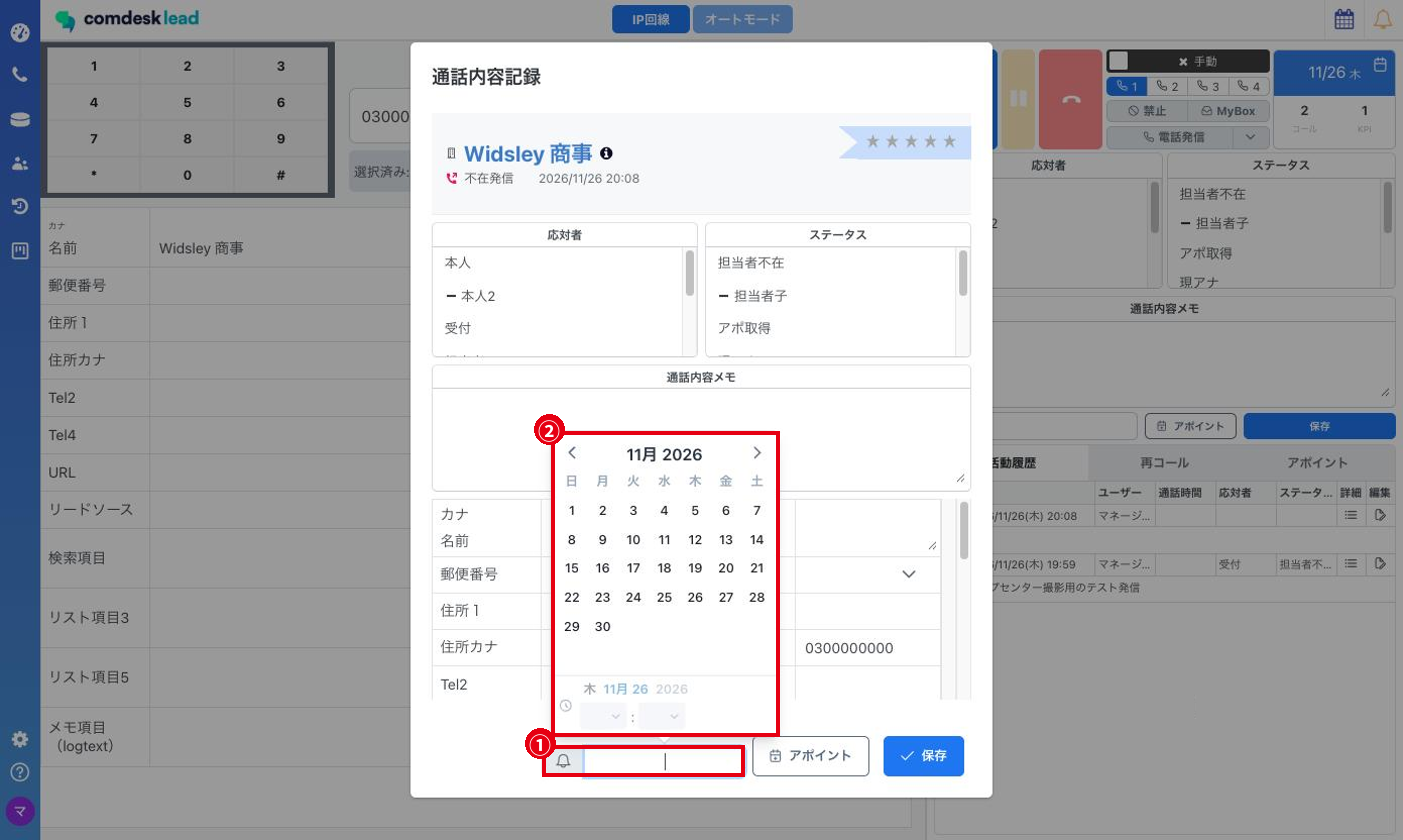 comdesk lead
IP回線
オートモード
1 2 3
4 5 6
7 8 9
* 0 #
03000
選択済み:
カナ
名前
Widsley 商事
郵便番号
住所 1
住所カナ
Tel2
Tel4
URL
リードソース
検索項目
リスト項目3
リスト項目5
メモ項目
（logtext）
マ
通話内容記録
Widsley 商事
不在発信 2026/11/26 20:08
応対者
本人
ー 本人2
受付
ステータス
担当者不在
ー 担当者子
アポ取得
通話内容メモ
カナ
名前
郵便番号
住所 1
住所カナ
Tel2
0300000000
②
11月 2026
日 月 火 水 木 金 土
1 2 3 4 5 6 7
8 9 10 11 12 13 14
15 16 17 18 19 20 21
22 23 24 25 26 27 28
29 30
木 11月 26 2026
:
①
アポイント
保存
手動
1 2 3 4
禁止
MyBox
電話発信
11/26 木
2 1
コール KPI
応対者
2
ステータス
担当者不在
ー 担当者子
アポ取得
現アナ
通話内容メモ
アポイント
保存
活動履歴
再コール
アポイント
ユーザー 通話時間 応対者 ステータ... 詳細 編集
/11/26(木) 20:08 マネージ...
/11/26(木) 19:59 マネージ... 受付 担当者不...
プセンター撮影用のテスト発信